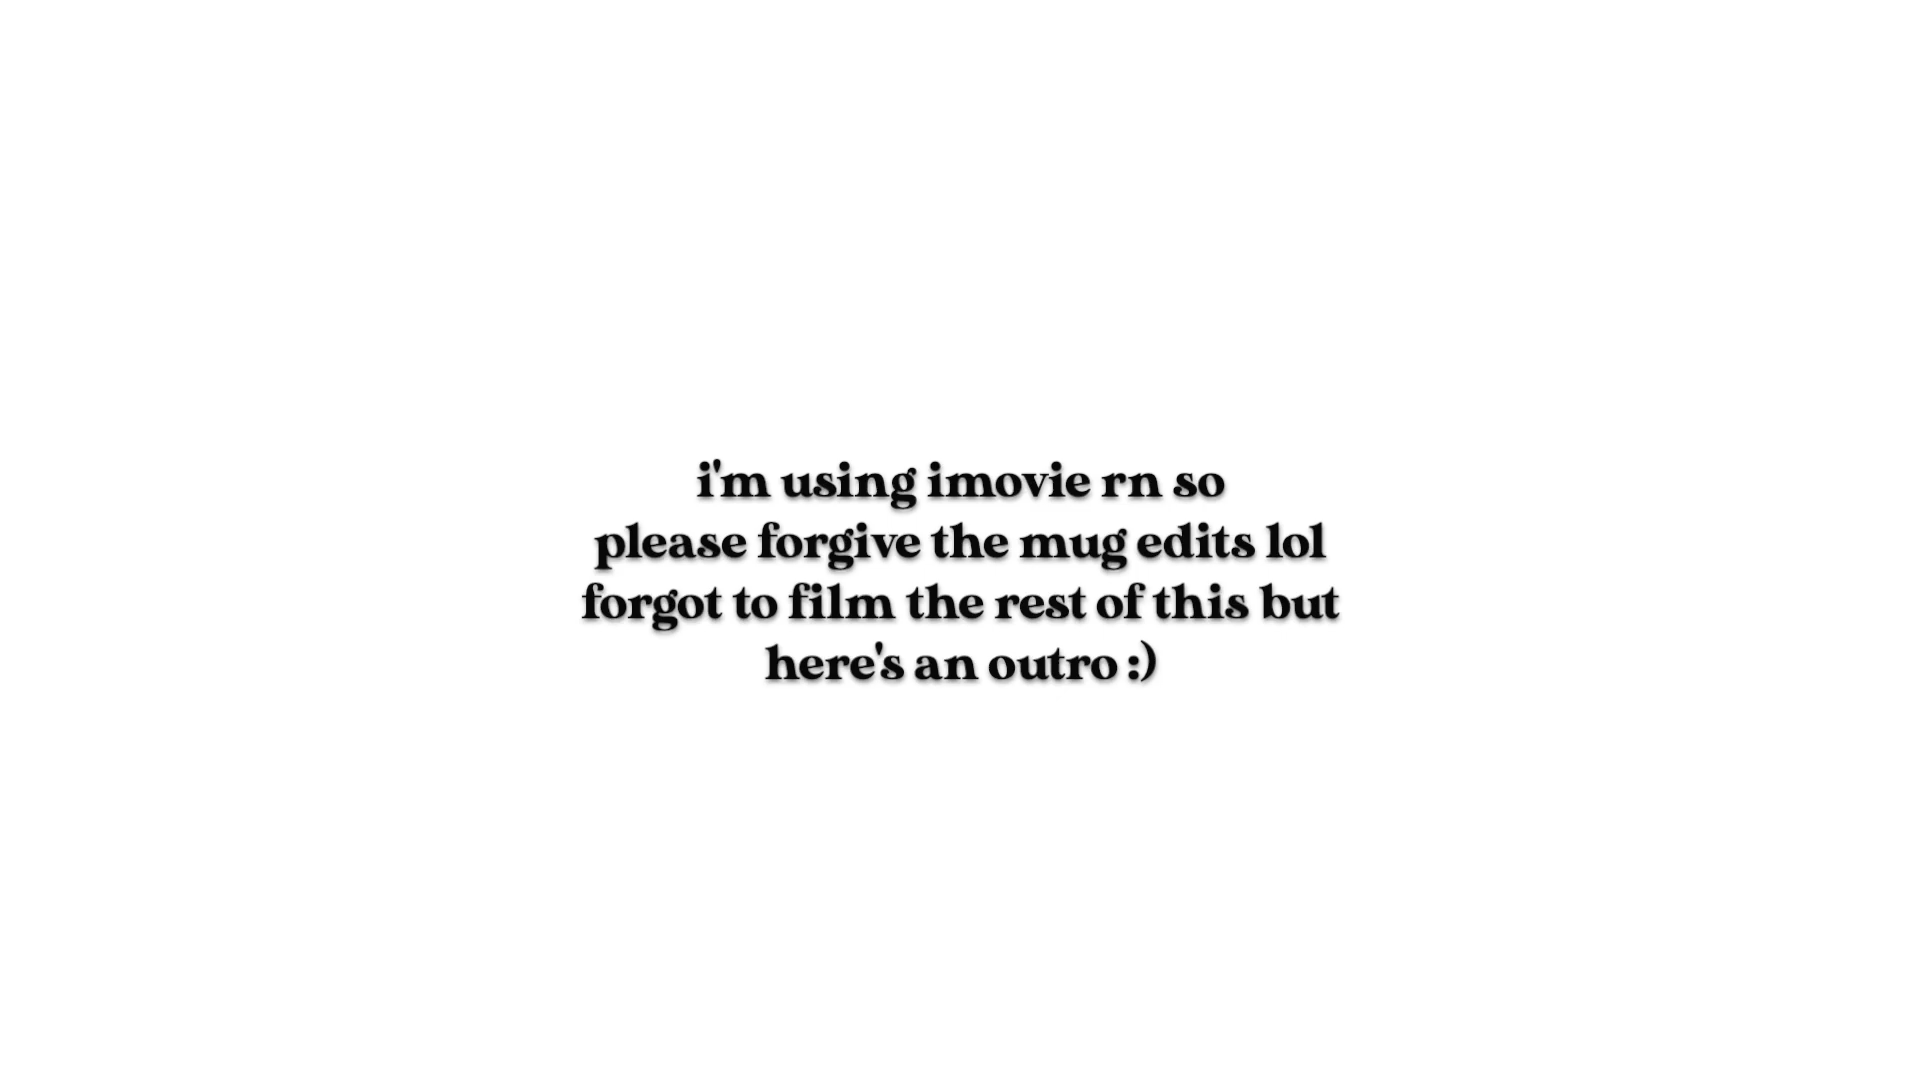 i'm using imovie rn so
please forgive the mug edits lol
forgot to film the rest of this but
here's an outro :)